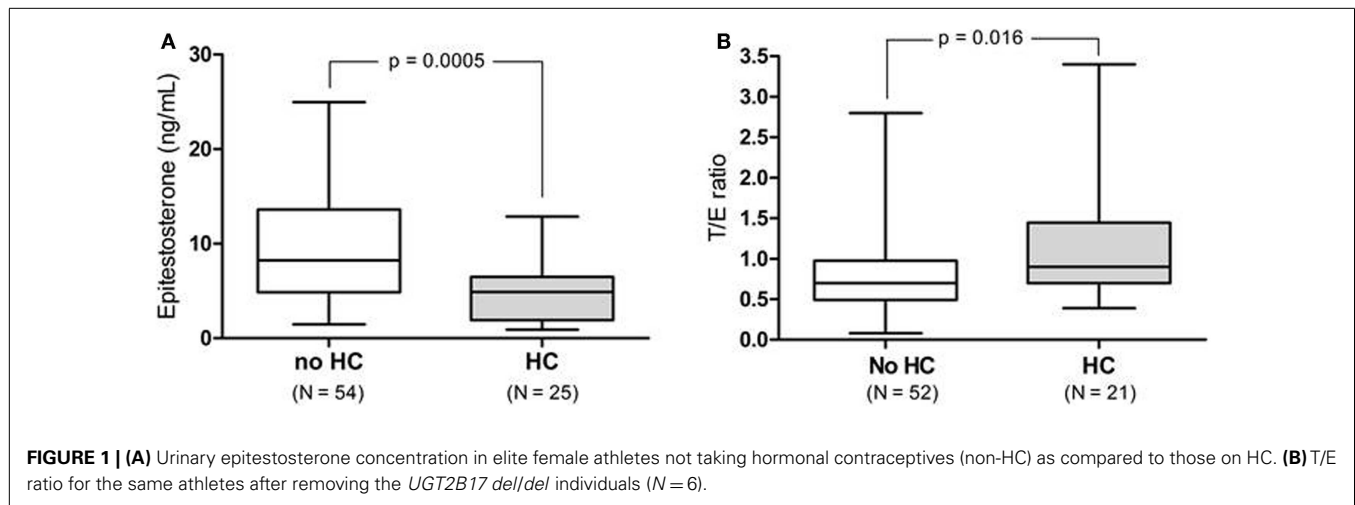 A
B
p = 0.0005
p = 0.016
Epitestosterone (ng/mL)
30
20
10
0
no HC
HC
(N = 54)
(N = 25)
T/E ratio
3.5
3.0
2.5
2.0
1.5
1.0
0.5
0.0
No HC
HC
(N = 52)
(N = 21)
FIGURE 1 | (A) Urinary epitestosterone concentration in elite female athletes not taking hormonal contraceptives (non-HC) as compared to those on HC. (B) T/E
ratio for the same athletes after removing the UGT2B17 del/del individuals (N = 6).